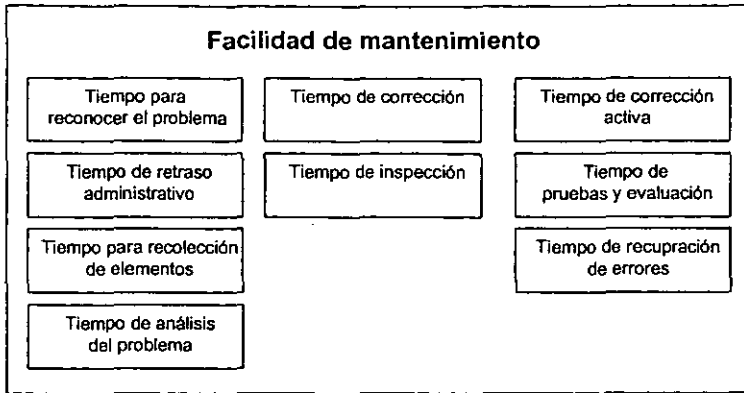 Facilidad de mantenimiento
Tiempo para
reconocer el problema
Tiempo de corrección
Tiempo de corrección
activa
Tiempo de retraso
administrativo
Tiempo de inspección
Tiempo de
pruebas y evaluación
Tiempo para recolección
de elementos
Tiempo de recupración
de errores
Tiempo de análisis
del problema